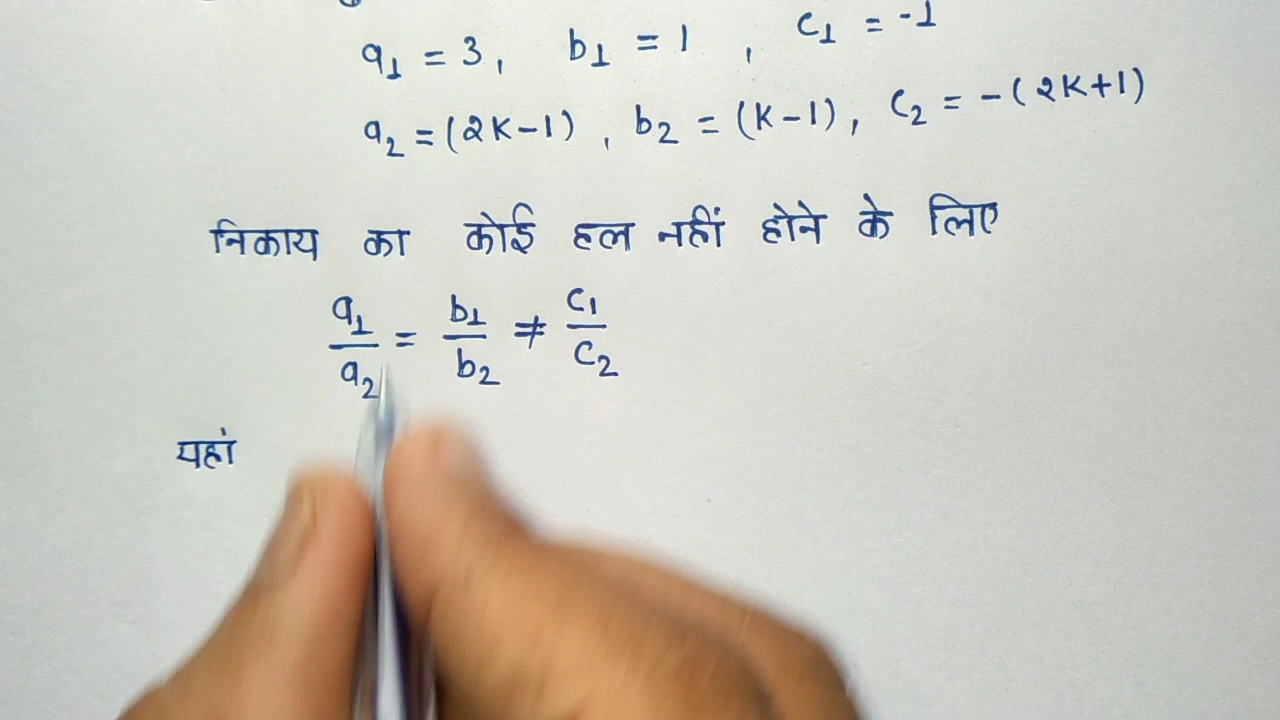 a₁ = 3, b₁ = 1 , c₁ = -1
a₂ = (2K-1) , b₂ = (K-1), c₂ = -(2K+1)
निकाय का कोई हल नहीं होने के लिए
a₁/a₂ = b₁/b₂ ≠ c₁/c₂
यहां